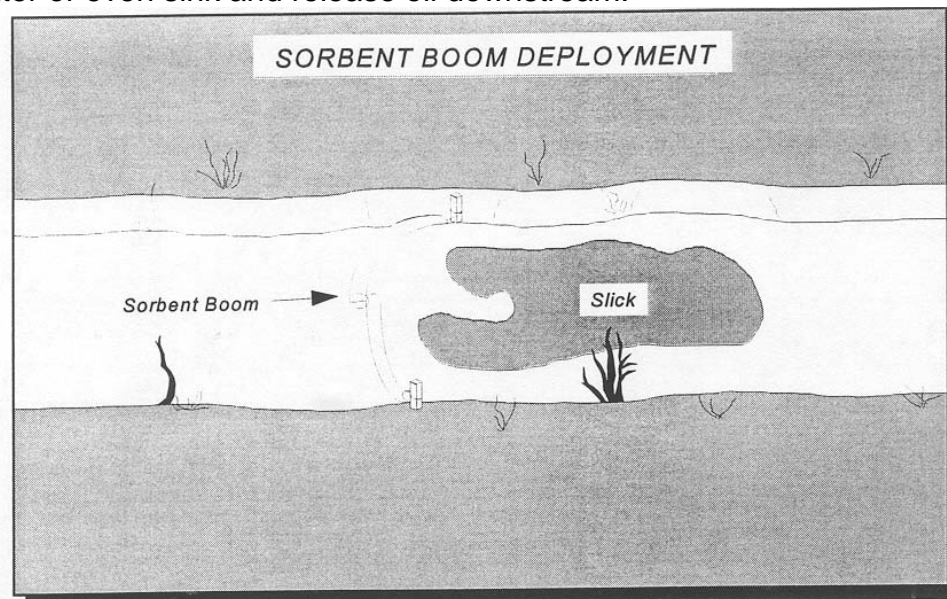 or even sink and release oil downstream.
SORBENT BOOM DEPLOYMENT
Sorbent Boom
Slick